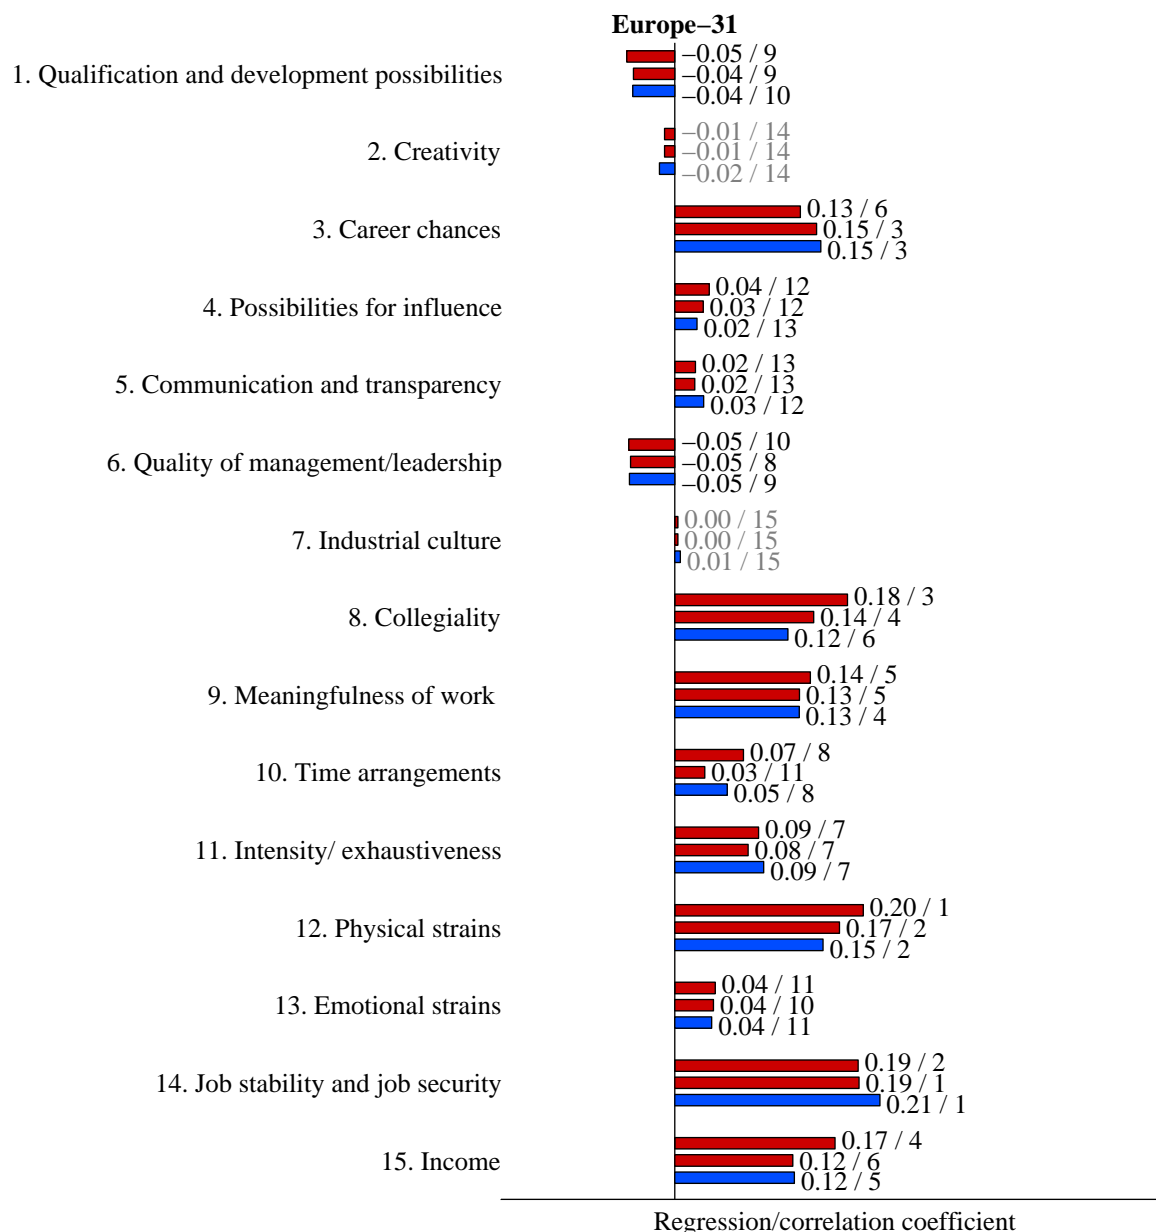 Europe−31
1. Qualification and development possibilities
−0.05 / 9
−0.04 / 9
−0.04 / 10
2. Creativity
−0.01 / 14
−0.01 / 14
−0.02 / 14
3. Career chances
0.13 / 6
0.15 / 3
0.15 / 3
4. Possibilities for influence
0.04 / 12
0.03 / 12
0.02 / 13
5. Communication and transparency
0.02 / 13
0.02 / 13
0.03 / 12
6. Quality of management/leadership
−0.05 / 10
−0.05 / 8
−0.05 / 9
7. Industrial culture
0.00 / 15
0.00 / 15
0.01 / 15
8. Collegiality
0.18 / 3
0.14 / 4
0.12 / 6
9. Meaningfulness of work
0.14 / 5
0.13 / 5
0.13 / 4
10. Time arrangements
0.07 / 8
0.03 / 11
0.05 / 8
11. Intensity/ exhaustiveness
0.09 / 7
0.08 / 7
0.09 / 7
12. Physical strains
0.20 / 1
0.17 / 2
0.15 / 2
13. Emotional strains
0.04 / 11
0.04 / 10
0.04 / 11
14. Job stability and job security
0.19 / 2
0.19 / 1
0.21 / 1
15. Income
0.17 / 4
0.12 / 6
0.12 / 5
Regression/correlation coefficient